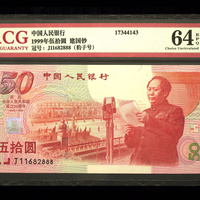 ACG
GUARANTY
中国人民银行
1999年伍拾圆 建国钞
冠号: J11682888 (豹子号)
17344143
64 E
Choice Uncirculated
50
中国人民银行
伍拾圆
J11682888